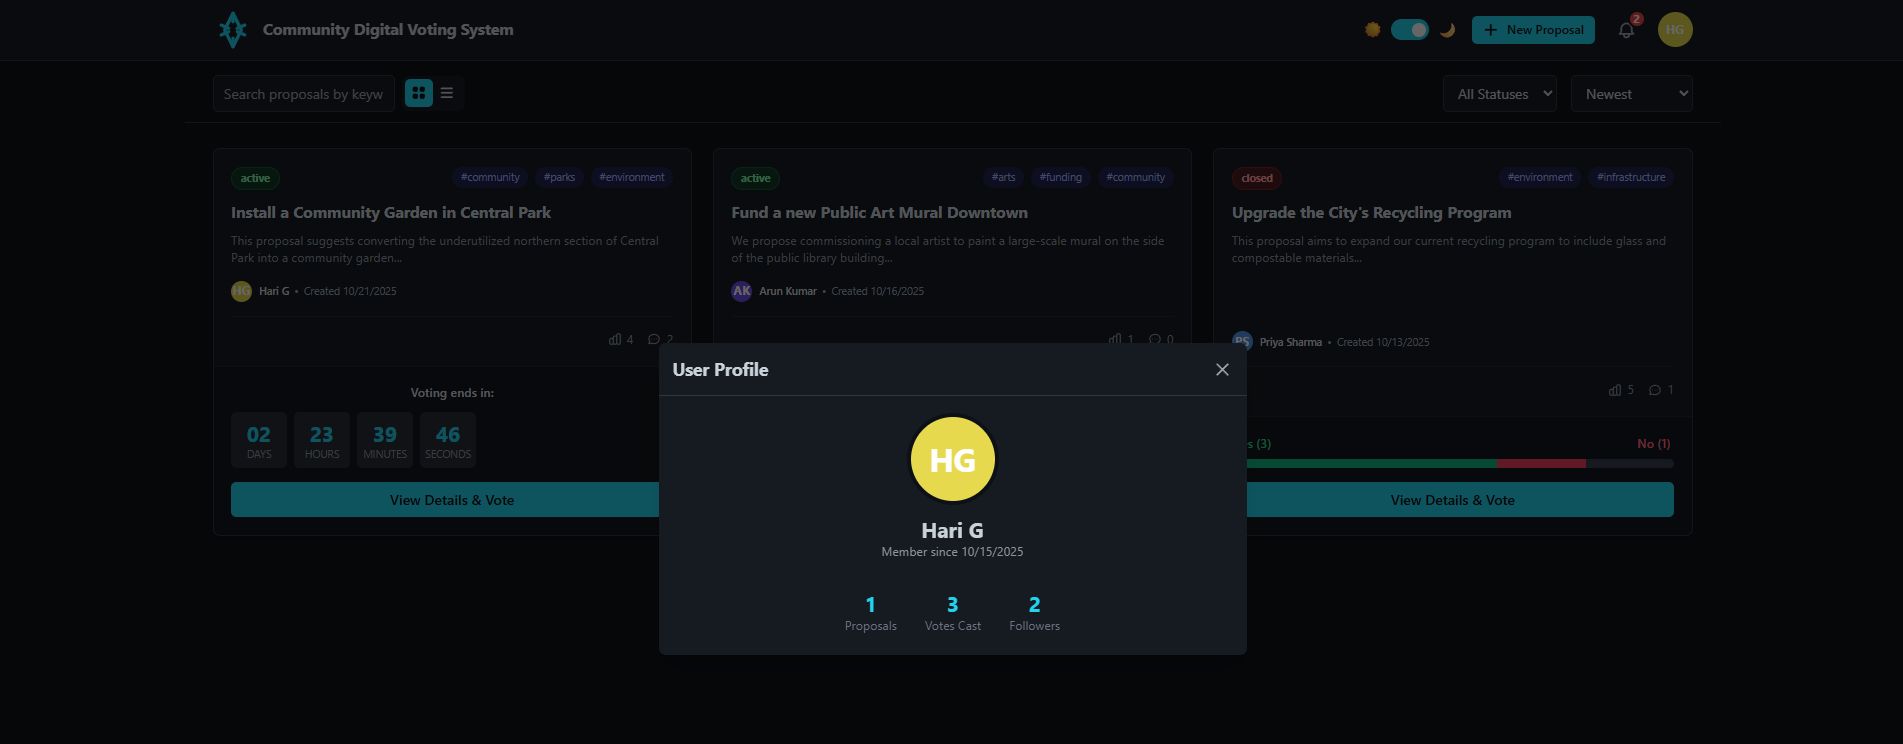 Community Digital Voting System
New Proposal
2
HG
Search proposals by keyw
All Statuses
Newest
active
#community
#parks
#environment
Install a Community Garden in Central Park
This proposal suggests converting the underutilized northern section of Central
Park into a community garden...
HG Hari G • Created 10/21/2025
4 2
Voting ends in:
02 23 39 46
DAYS HOURS MINUTES SECONDS
View Details & Vote
active
#arts
#funding
#community
Fund a new Public Art Mural Downtown
We propose commissioning a local artist to paint a large-scale mural on the side
of the public library building...
AK Arun Kumar • Created 10/16/2025
1 0
closed
#environment
#infrastructure
Upgrade the City's Recycling Program
This proposal aims to expand our current recycling program to include glass and
compostable materials...
PS Priya Sharma • Created 10/13/2025
5 1
s (3) No (1)
View Details & Vote
User Profile
HG
Hari G
Member since 10/15/2025
1 3 2
Proposals Votes Cast Followers